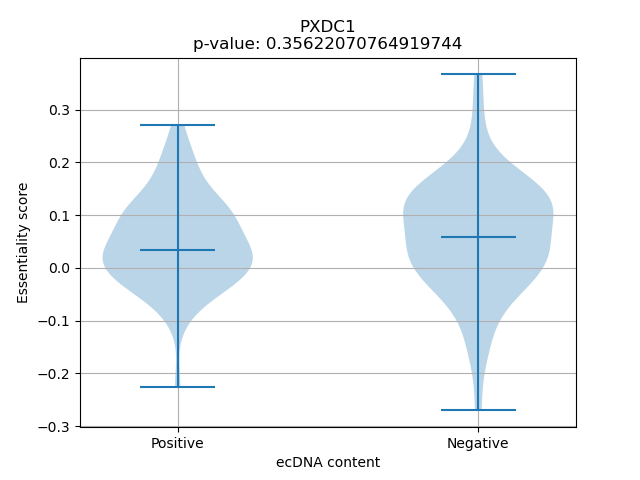 PXDC1
p-value: 0.35622070764919744
Essentiality score
0.3
0.2
0.1
0.0
−0.1
−0.2
−0.3
Positive
Negative
ecDNA content